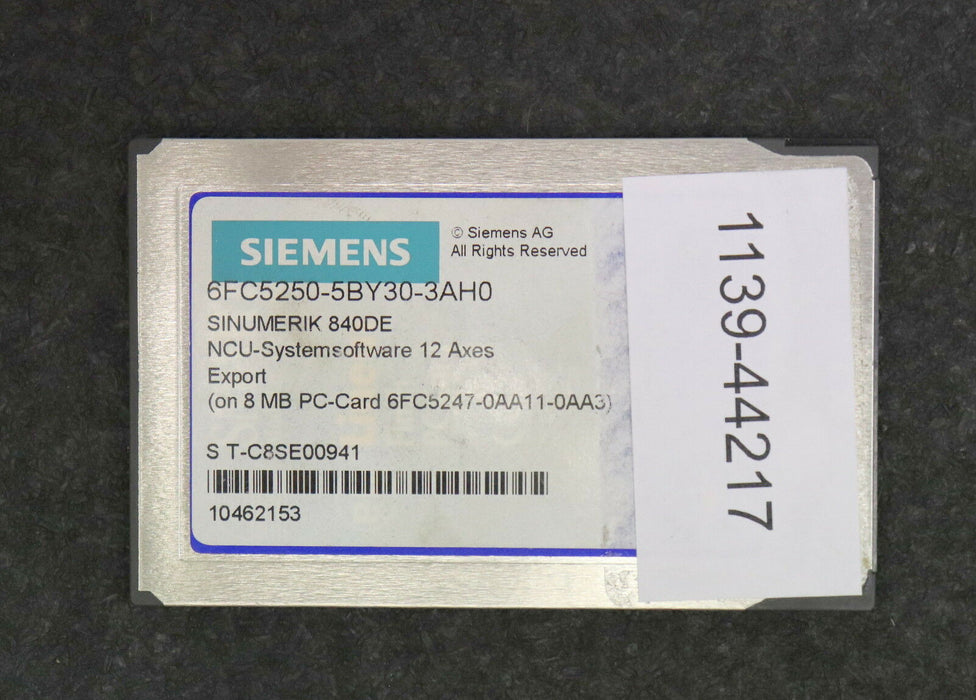 SIEMENS
© Siemens AG
All Rights Reserved
6FC5250-5BY30-3AH0
SINUMERIK 840DE
NCU-Systemsoftware 12 Axes
Export
(on 8 MB PC-Card 6FC5247-0AA11-0AA3)
S T-C8SE00941
10462153
1139-44217